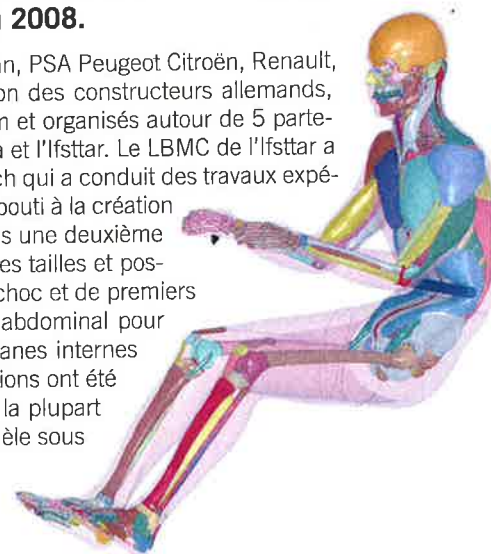 2008.
n, PSA Peugeot Citroën, Renault,
on des constructeurs allemands,
n et organisés autour de 5 parte-
a et l'Ifsttar. Le LBMC de l'Ifsttar a
ch qui a conduit des travaux expé-
bouti à la création
s une deuxième
es tailles et pos-
choc et de premiers
abdominal pour
anes internes
ions ont été
la plupart
èle sous